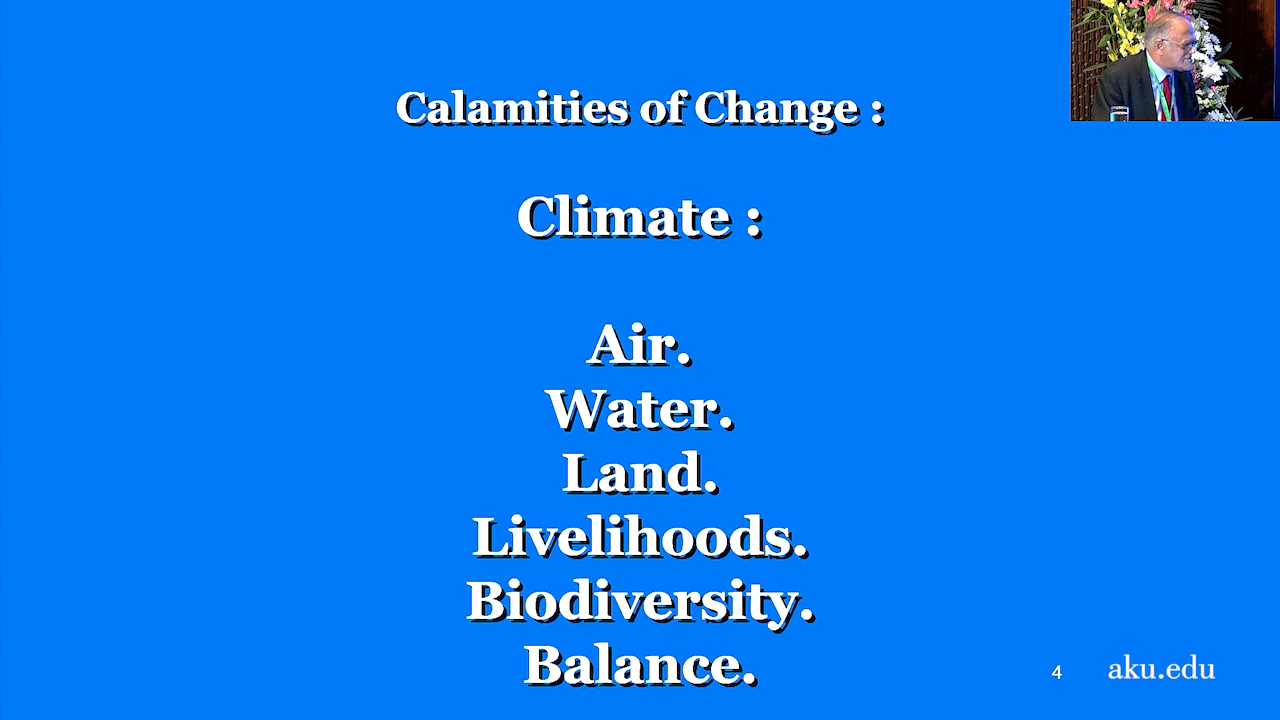 Calamities of Change :
Climate :
Air.
Water.
Land.
Livelihoods.
Biodiversity.
Balance.
4 aku.edu